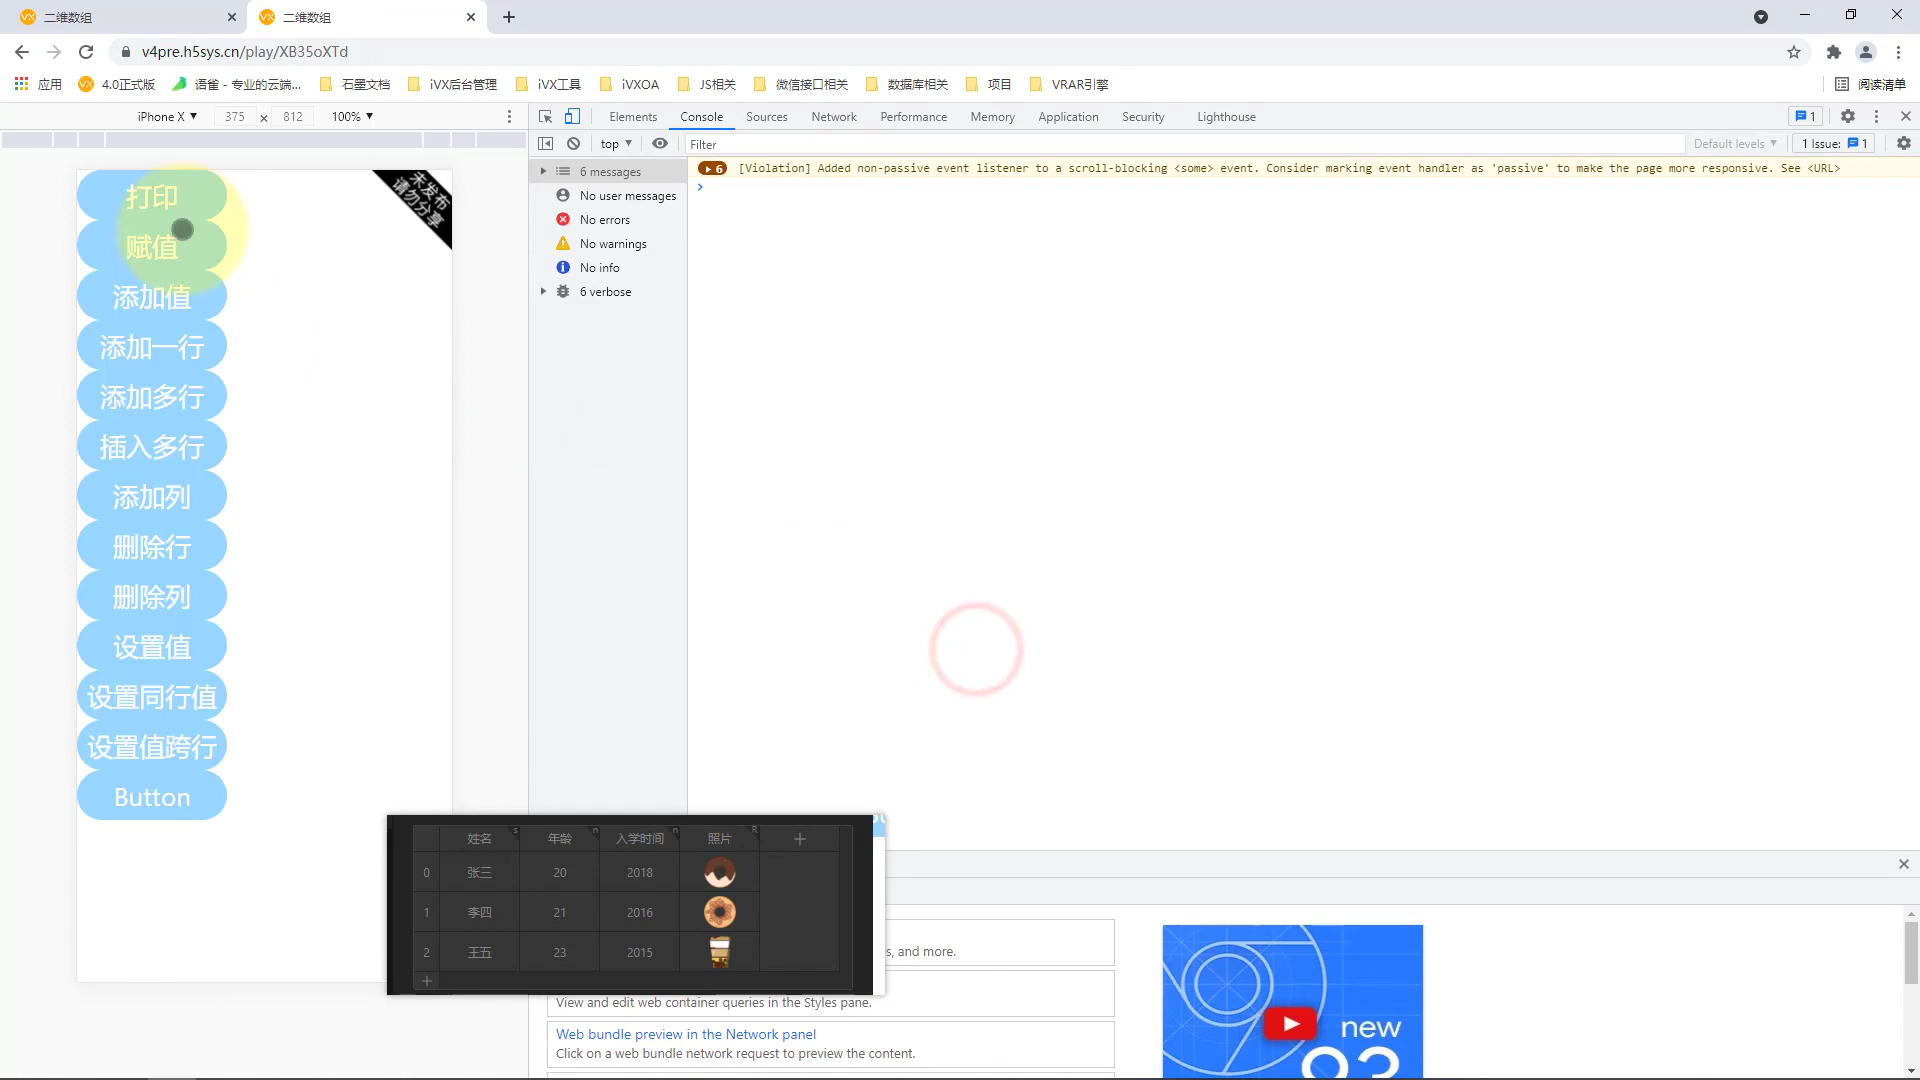 二维数组
二维数组
v4pre.h5sys.cn/play/XB35oXTd
应用
4.0正式版
语雀 - 专业的云端...
石墨文档
iVX后台管理
iVX工具
iVXOA
JS相关
微信接口相关
数据库相关
项目
VRAR引擎
阅读清单
iPhone X ▼ 375 × 812 100% ▼
Elements Console Sources Network Performance Memory Application Security Lighthouse
1
top ▼
Filter
Default levels ▼
1 Issue: 1
6 messages
No user messages
No errors
No warnings
No info
6 verbose
6 [Violation] Added non-passive event listener to a scroll-blocking <some> event. Consider marking event handler as 'passive' to make the page more responsive. See <URL>
未发布
请勿分享
打印
赋值
添加值
添加一行
添加多行
插入多行
添加列
删除行
删除列
设置值
设置同行值
设置值跨行
Button
姓名 s 年龄 n 入学时间 n 照片 R +
0 张三 20 2018
1 李四 21 2016
2 王五 23 2015
+
s, and more.
View and edit web container queries in the Styles pane.
Web bundle preview in the Network panel
Click on a web bundle network request to preview the content.
new